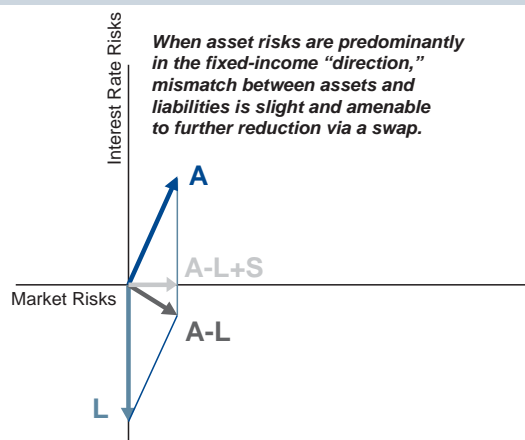 Interest Rate Risks
When asset risks are predominantly
in the fixed-income “direction,”
mismatch between assets and
liabilities is slight and amenable
to further reduction via a swap.
A
A-L+S
Market Risks
A-L
L